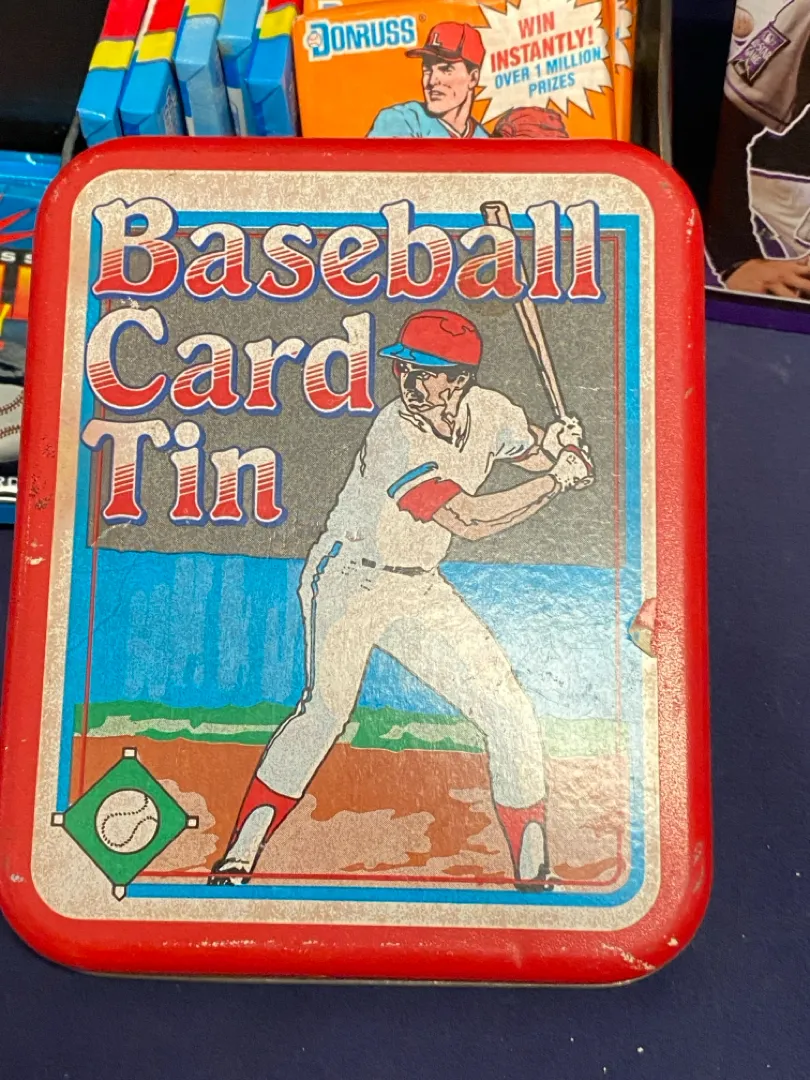 DONRUSS
WIN
INSTANTLY!
OVER 1 MILLION
PRIZES
L
Baseball
Card
Tin